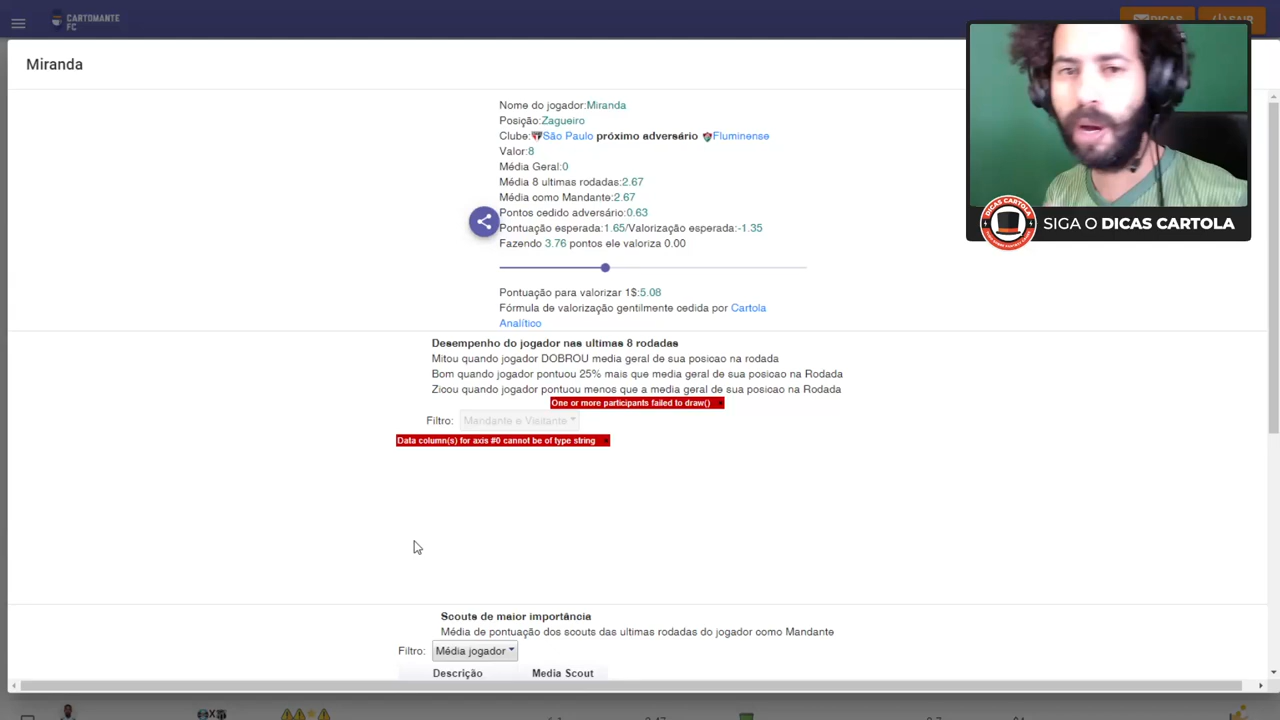 CARTOMANTE
FC
DICAS
SAIR
Miranda
Nome do jogador:Miranda
Posição:Zagueiro
Clube:São Paulo próximo adversário Fluminense
Valor:8
Média Geral:0
Média 8 ultimas rodadas:2.67
Média como Mandante:2.67
Pontos cedido adversário:0.63
Pontuação esperada:1.65/Valorização esperada:-1.35
Fazendo 3.76 pontos ele valoriza 0.00
Pontuação para valorizar 1$:5.08
Fórmula de valorização gentilmente cedida por Cartola
Analítico
DICAS CARTOLA
SIGA O DICAS CARTOLA
Desempenho do jogador nas ultimas 8 rodadas
Mitou quando jogador DOBROU media geral de sua posicao na rodada
Bom quando jogador pontuou 25% mais que media geral de sua posicao na Rodada
Zicou quando jogador pontuou menos que a media geral de sua posicao na Rodada
One or more participants failed to draw() ×
Filtro: Mandante e Visitante
Data column(s) for axis #0 cannot be of type string ×
Scouts de maior importância
Média de pontuação dos scouts das ultimas rodadas do jogador como Mandante
Filtro: Média jogador
Descrição Media Scout